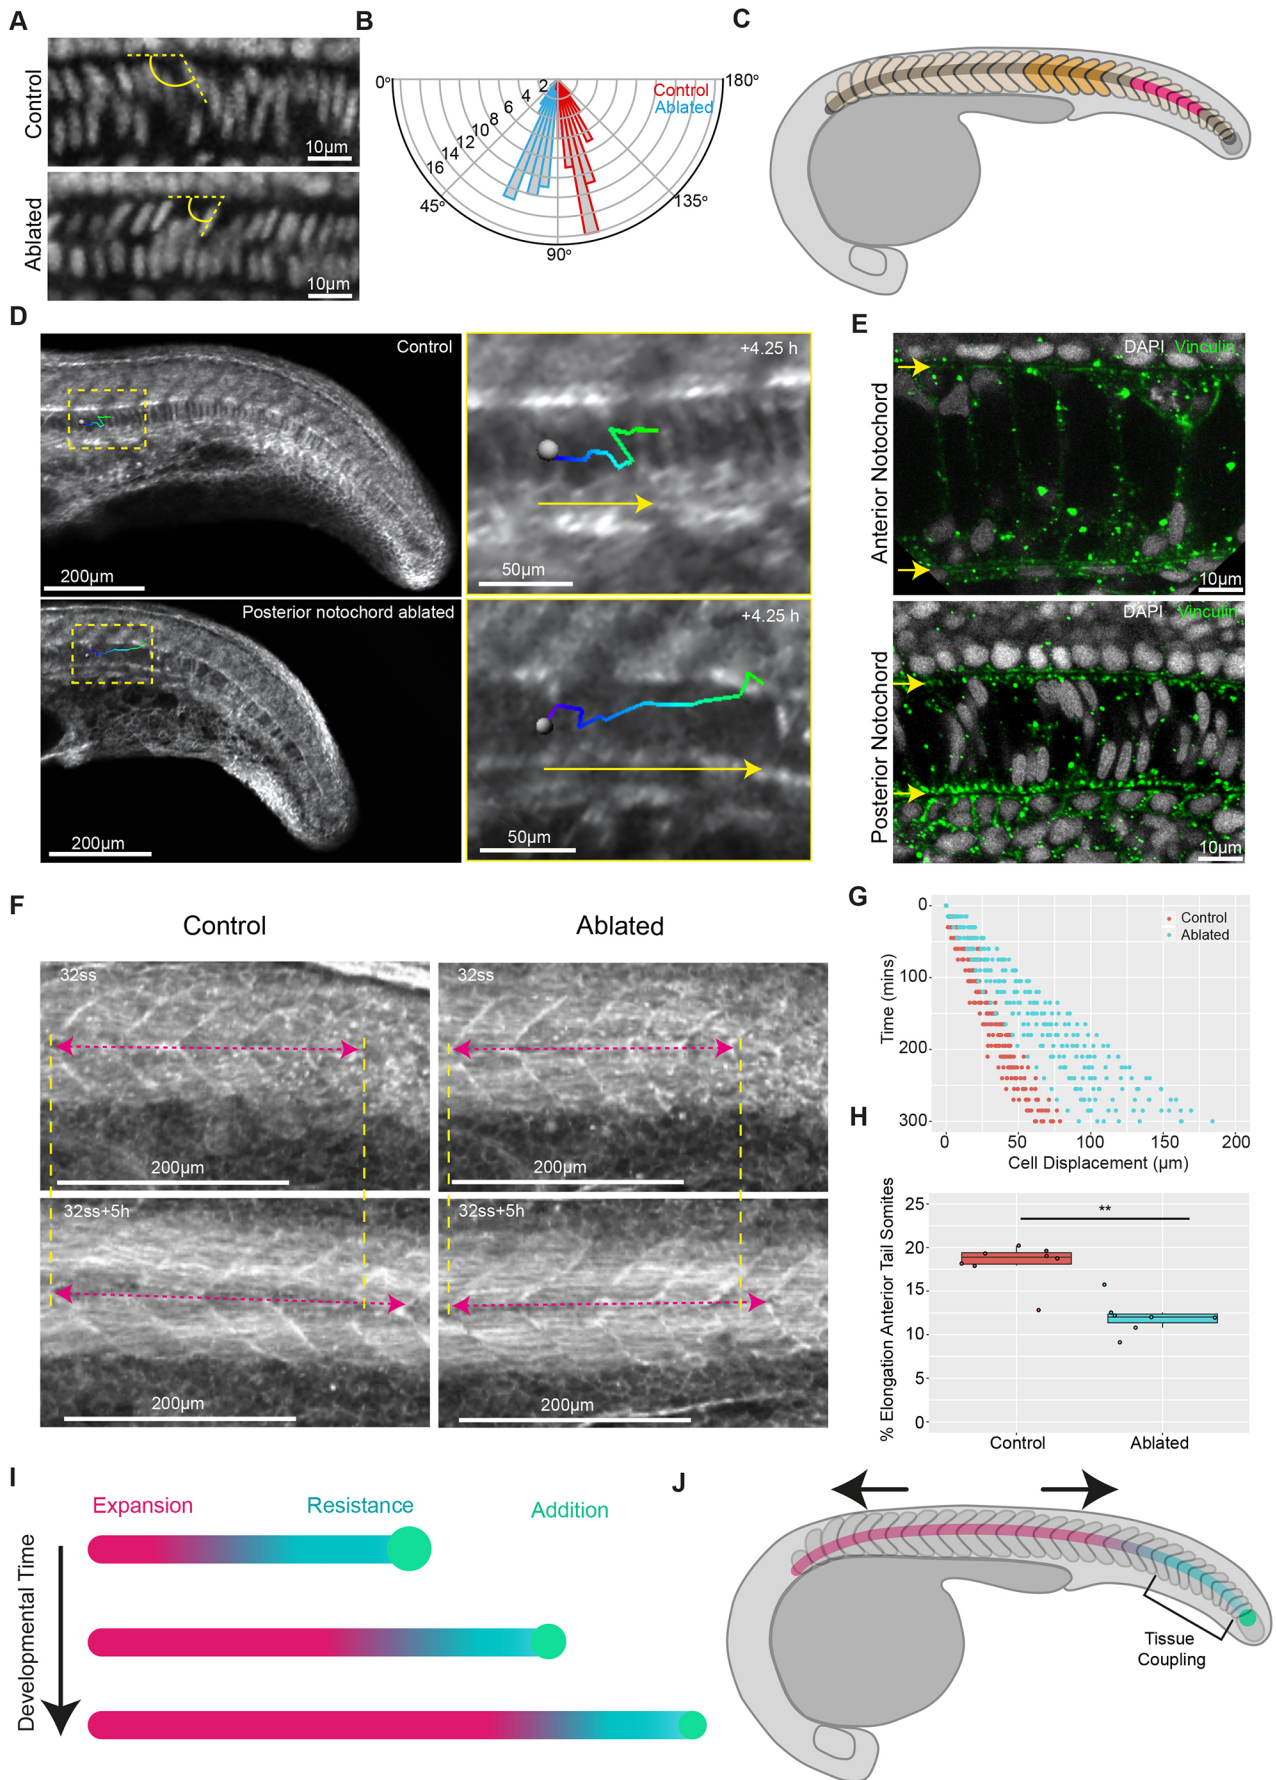 A
Control
10µm
Ablated
10µm
B
0°
180°
2
4
6
8
10
12
14
16
Control
Ablated
45°
135°
90°
C
D
Control
200µm
+4.25 h
50µm
Posterior notochord ablated
200µm
+4.25 h
50µm
E
Anterior Notochord
DAPI Vinculin
10µm
Posterior Notochord
DAPI Vinculin
10µm
F
Control
Ablated
32ss
200µm
32ss
200µm
32ss+5h
200µm
32ss+5h
200µm
G
Time (mins)
0
100
200
300
Control
Ablated
0
50
100
150
200
Cell Displacement (µm)
H
% Elongation Anterior Tail Somites
25
20
15
10
5
0
**
Control
Ablated
I
Expansion
Resistance
Addition
Developmental Time
J
Tissue
Coupling